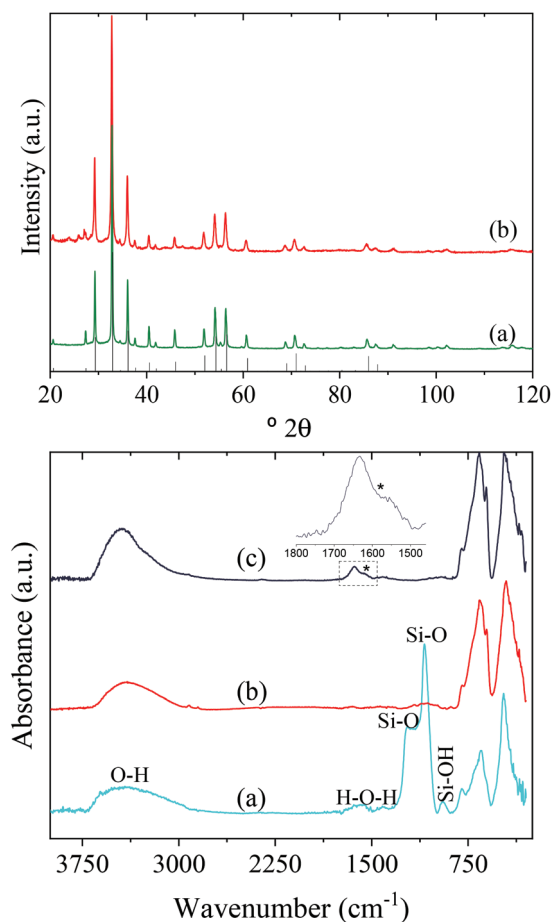 Intensity (a.u.)
(b)
(a)
20 40 60 80 100 120
º 2θ
Absorbance (a.u.)
*
1800 1700 1600 1500
(c)
*
Si-O
(b)
Si-O
O-H
(a)
H-O-H
Si-OH
3750 3000 2250 1500 750
Wavenumber (cm⁻¹)